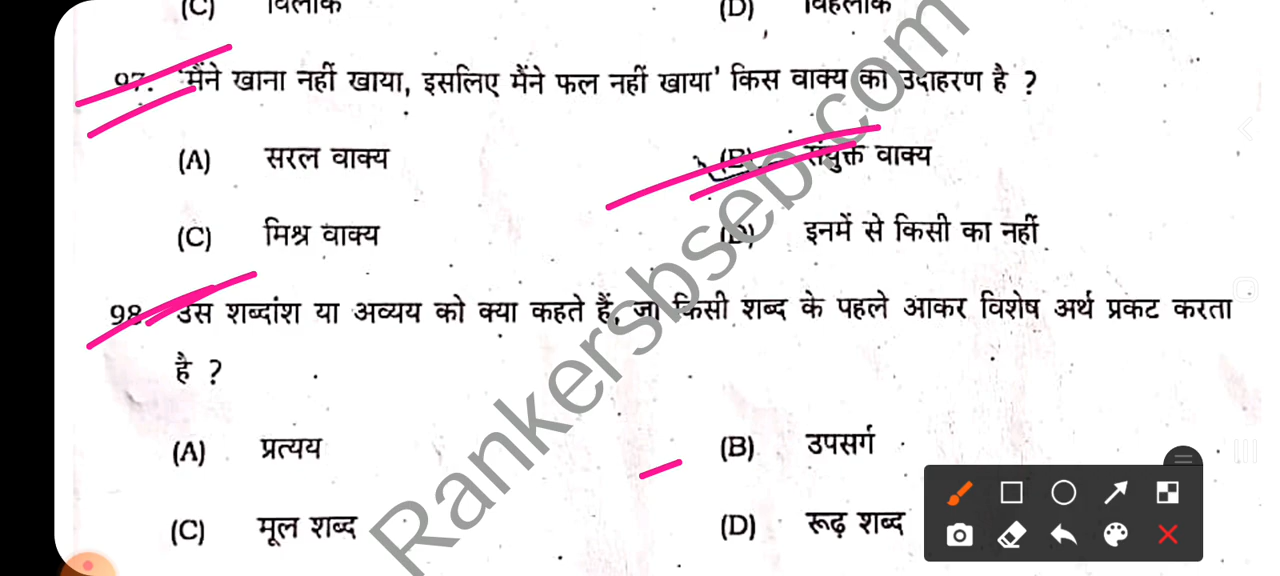 (C) विलोक (D) विहलोक
97. 'मैंने खाना नहीं खाया, इसलिए मैंने फल नहीं खाया' किस वाक्य का उदाहरण है ?
(A) सरल वाक्य (B) संयुक्त वाक्य
(C) मिश्र वाक्य (D) इनमें से किसी का नहीं
98. उस शब्दांश या अव्यय को क्या कहते हैं, जो किसी शब्द के पहले आकर विशेष अर्थ प्रकट करता
है ?
(A) प्रत्यय (B) उपसर्ग
(C) मूल शब्द (D) रूढ़ शब्द
Rankersbseb.com